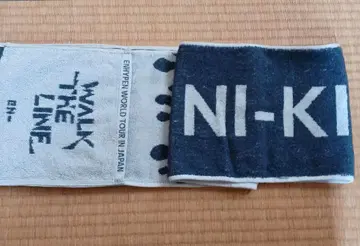 WALK
THE
LINE
EN-
ENHYPEN WORLD TOUR IN JAPAN
NI-KI